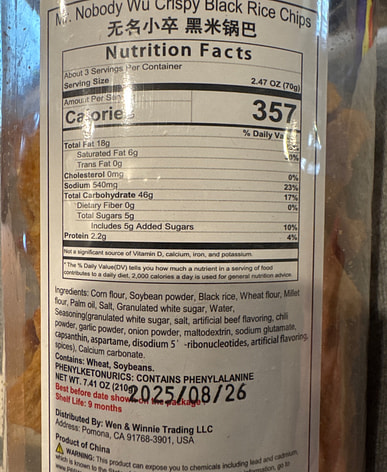 Mr. Nobody Wu Crispy Black Rice Chips
无名小卒 黑米锅巴
Nutrition Facts
About 3 Servings Per Container
Serving Size 2.47 OZ (70g)
Amount Per
Calories 357
% Daily
Total Fat 18g
Saturated Fat 6g
Trans Fat 0g
Cholesterol 0mg 0%
Sodium 540mg 23%
Total Carbohydrate 46g 17%
Dietary Fiber 0g 0%
Total Sugars 5g
Includes 5g Added Sugars 10%
Protein 2.2g 4%
Not a significant source of Vitamin D, calcium, iron, and potassium.
* The % Daily Value(DV) tells you how much a nutrient in a serving of food
contributes to a daily diet. 2,000 calories a day is used for general nutrition advice.
Ingredients: Corn flour, Soybean powder, Black rice, Wheat flour, Millet
flour, Palm oil, Salt, Granulated white sugar, Water,
Seasoning(granulated white sugar, salt, artificial beef flavoring, chili
powder, garlic powder, onion powder, maltodextrin, sodium glutamate,
capsanthin, aspartame, disodium 5' -ribonucleotides, artificial flavoring,
spices), Calcium carbonate.
Contains: Wheat, Soybeans.
PHENYLKETONURICS: CONTAINS PHENYLALANINE
NET WT. 7.41 OZ (210g)
2025/08/26
Best before date shown on the package
Shelf Life: 9 months
Distributed By: Wen & Winnie Trading LLC
Address: Pomona, CA 91768-3901, USA
Product of China
WARNING: This product can expose you to chemicals including lead and cadmium,
which is known to the